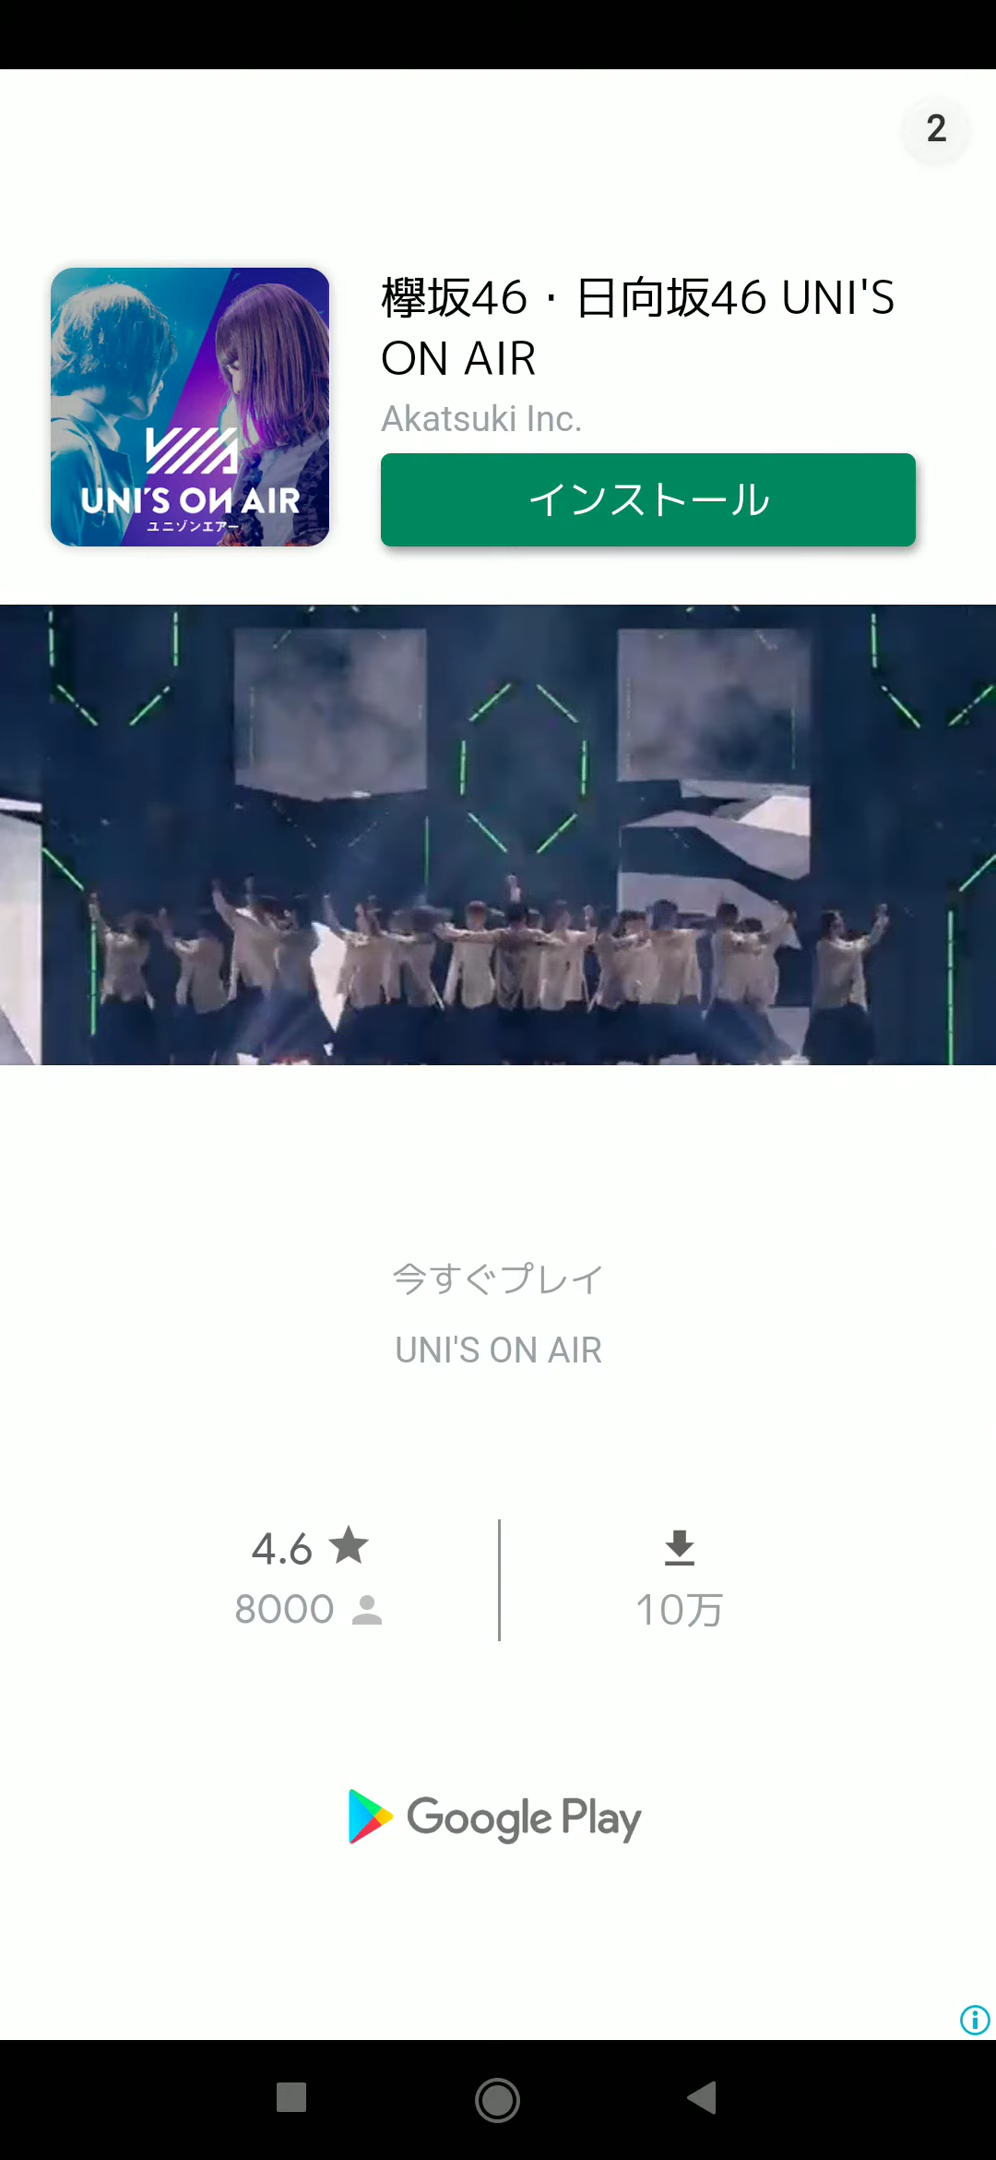 2
欅坂46・日向坂46 UNI'S
ON AIR
Akatsuki Inc.
インストール
UNI'S ON AIR
ユニゾンエアー
今すぐプレイ
UNI'S ON AIR
4.6
8000
10万
Google Play